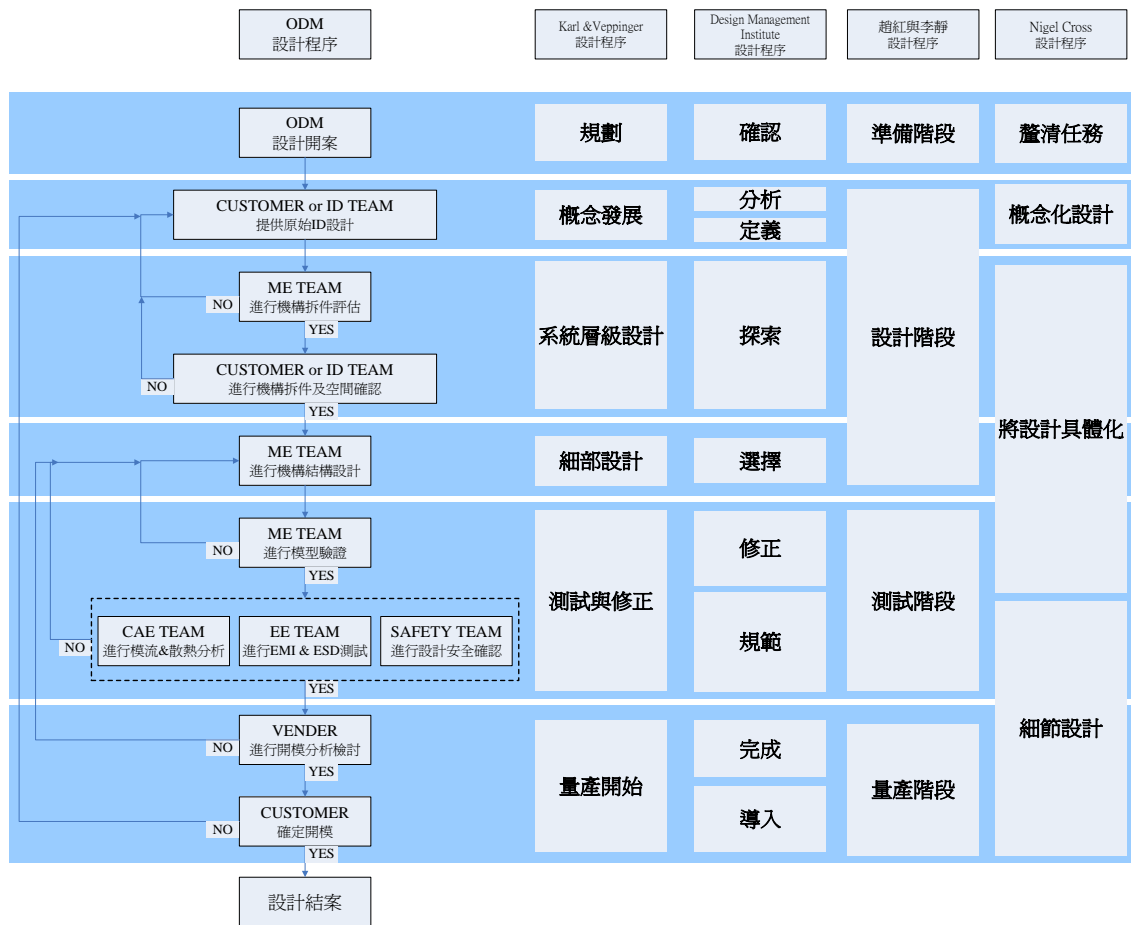 ODM
設計程序
Karl &Veppinger
設計程序
Design Management
Institute
設計程序
趙紅與李靜
設計程序
Nigel Cross
設計程序
ODM
設計開案
規劃
確認
準備階段
釐清任務
CUSTOMER or ID TEAM
提供原始ID設計
概念發展
分析
定義
概念化設計
ME TEAM
進行機構拆件評估
NO
YES
系統層級設計
探索
設計階段
CUSTOMER or ID TEAM
進行機構拆件及空間確認
NO
YES
將設計具體化
ME TEAM
進行機構結構設計
細部設計
選擇
ME TEAM
進行模型驗證
NO
YES
修正
測試與修正
測試階段
CAE TEAM
進行模流&散熱分析
EE TEAM
進行EMI & ESD測試
SAFETY TEAM
進行設計安全確認
NO
YES
規範
VENDER
進行開模分析檢討
NO
YES
完成
細節設計
量產開始
量產階段
CUSTOMER
確定開模
NO
YES
導入
設計結案